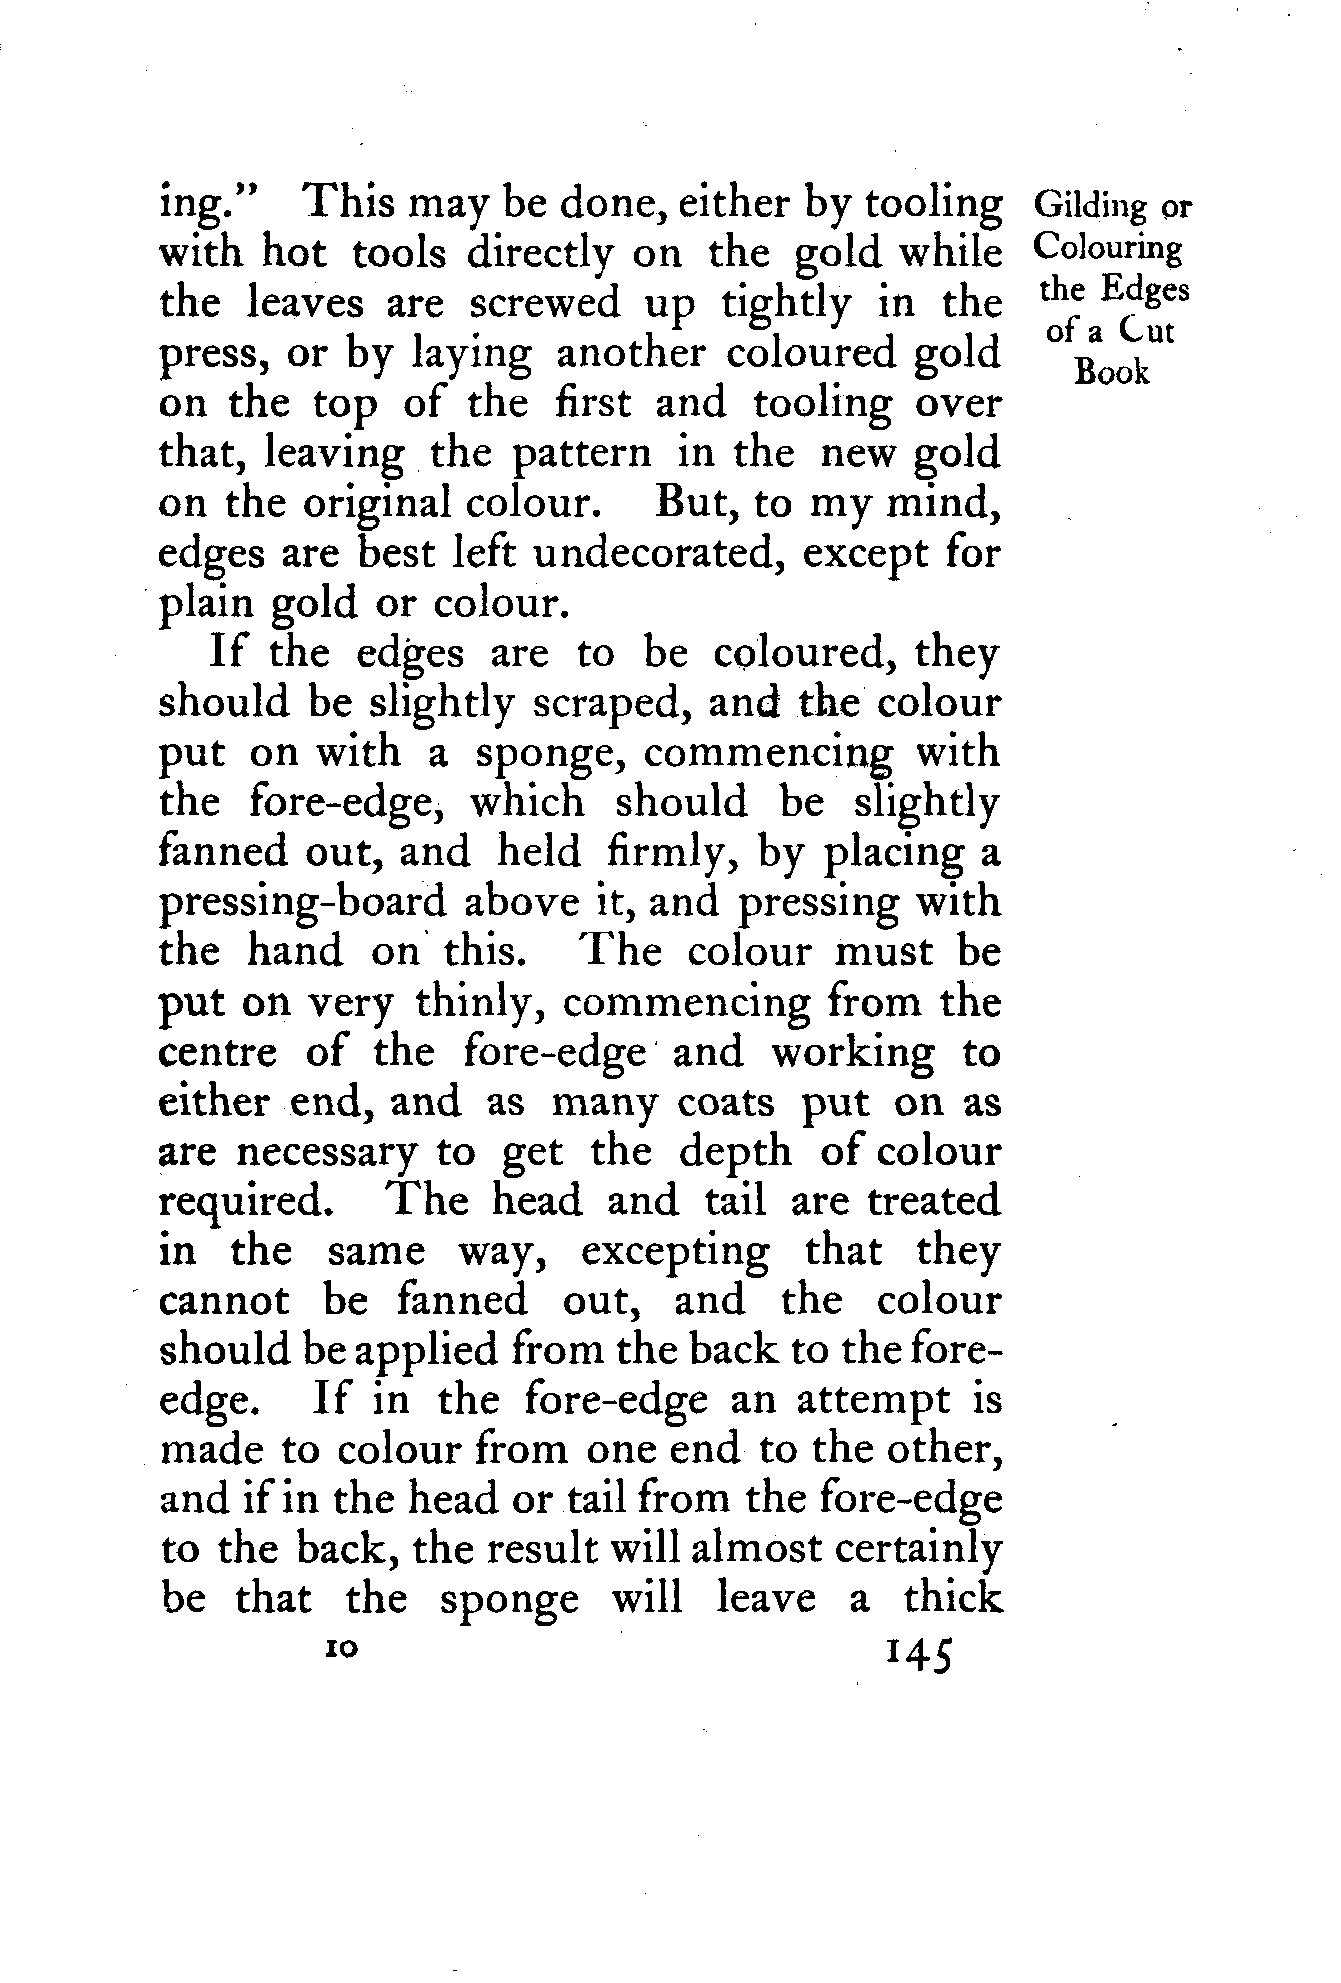 ing.” This may be done, either by tooling
with hot tools directly on the gold while
the leaves are screwed up tightly in the
press, or by laying another coloured gold
on the top of the first and tooling over
that, leaving the pattern in the new gold
on the original colour. But, to my mind,
edges are best left undecorated, except for
plain gold or colour.
If the edges are to be coloured, they
should be slightly scraped, and the colour
put on with a sponge, commencing with
the fore-edge, which should be slightly
fanned out, and held firmly, by placing a
pressing-board above it, and pressing with
the hand on this. The colour must be
put on very thinly, commencing from the
centre of the fore-edge and working to
either end, and as many coats put on as
are necessary to get the depth of colour
required. The head and tail are treated
in the same way, excepting that they
cannot be fanned out, and the colour
should be applied from the back to the fore-
edge. If in the fore-edge an attempt is
made to colour from one end to the other,
and if in the head or tail from the fore-edge
to the back, the result will almost certainly
be that the sponge will leave a thick
Gilding or
Colouring
the Edges
of a Cut
Book
10 145